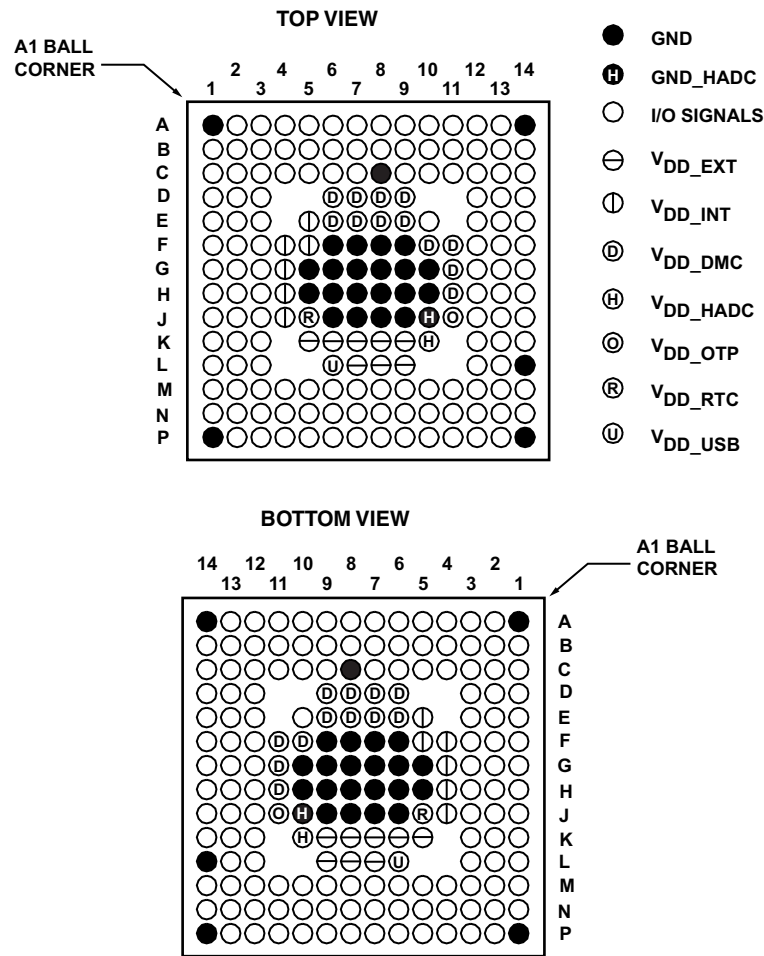 TOP VIEW
A1 BALL
CORNER
2 4 6 8 10 12 14
1 3 5 7 9 11 13
A
B
C
D D D D D
E D D D D
F D D
G D
H D
J R H O
K H
L U
M
N
P
GND
H GND_HADC
I/O SIGNALS
VDD_EXT
VDD_INT
D VDD_DMC
H VDD_HADC
O VDD_OTP
R VDD_RTC
U VDD_USB
BOTTOM VIEW
A1 BALL
CORNER
14 12 10 8 6 4 2
13 11 9 7 5 3 1
A
B
C
D D D D D
D D D D E
D D F
D G
D H
O H R J
H K
U L
M
N
P